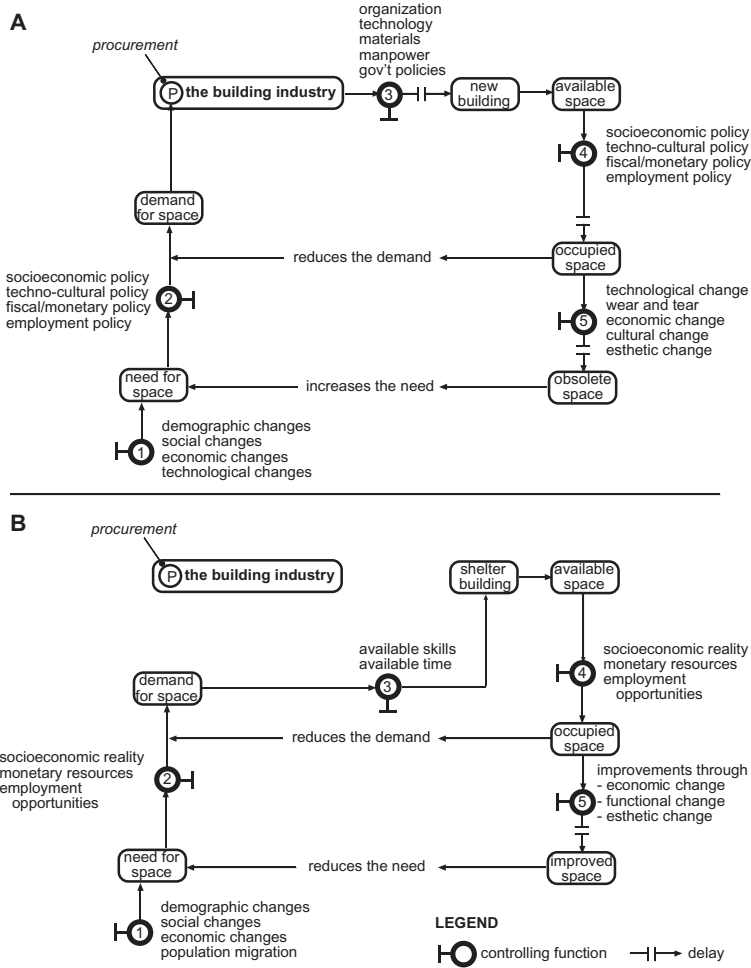 A
procurement
organization
technology
materials
manpower
gov't policies
P the building industry
3
new
building
available
space
socioeconomic policy
techno-cultural policy
fiscal/monetary policy
employment policy
4
demand
for space
reduces the demand
occupied
space
socioeconomic policy
techno-cultural policy
fiscal/monetary policy
employment policy
2
technological change
wear and tear
economic change
cultural change
esthetic change
5
need for
space
increases the need
obsolete
space
1
demographic changes
social changes
economic changes
technological changes
B
procurement
P the building industry
shelter
building
available
space
available skills
available time
3
demand
for space
socioeconomic reality
monetary resources
employment
opportunities
4
reduces the demand
occupied
space
socioeconomic reality
monetary resources
employment
opportunities
2
improvements through
- economic change
- functional change
- esthetic change
5
need for
space
reduces the need
improved
space
1
demographic changes
social changes
economic changes
population migration
LEGEND
controlling function
delay